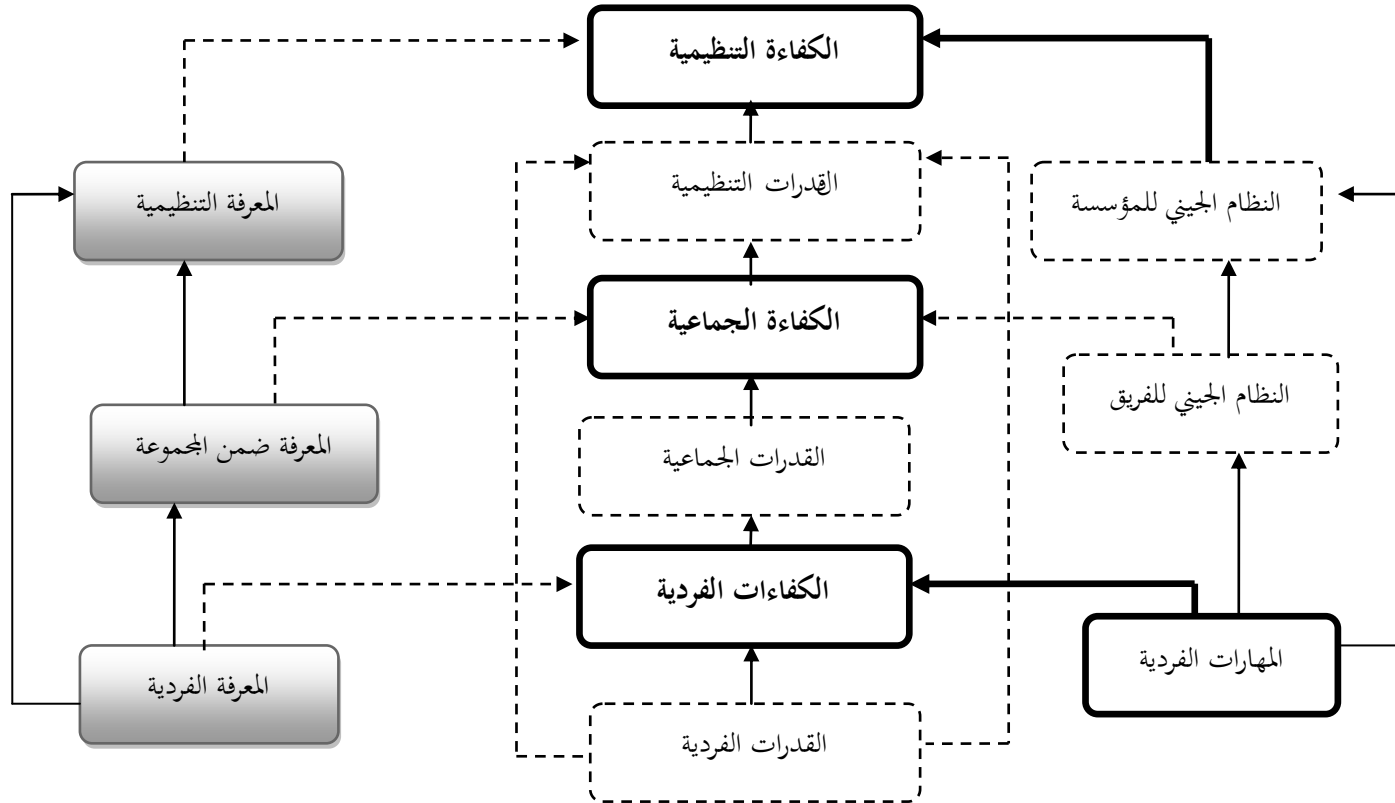 الكفاءة التنظيمية
القدرات التنظيمية
المعرفة التنظيمية
النظام الجيني للمؤسسة
الكفاءة الجماعية
النظام الجيني للفريق
المعرفة ضمن المجموعة
القدرات الجماعية
الكفاءات الفردية
المهارات الفردية
المعرفة الفردية
القدرات الفردية